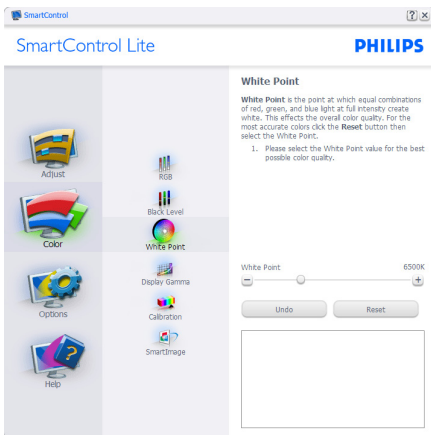 SmartControl
SmartControl Lite
PHILIPS
Adjust
Color
Options
Help
RGB
Black Level
White Point
Display Gamma
Calibration
SmartImage
White Point
White Point is the point at which equal combinations
of red, green, and blue light at full intensity create
white. This effects the overall color quality. For the
most accurate colors click the Reset button then
select the White Point.
1. Please select the White Point value for the best
possible color quality.
White Point 6500K
Undo Reset